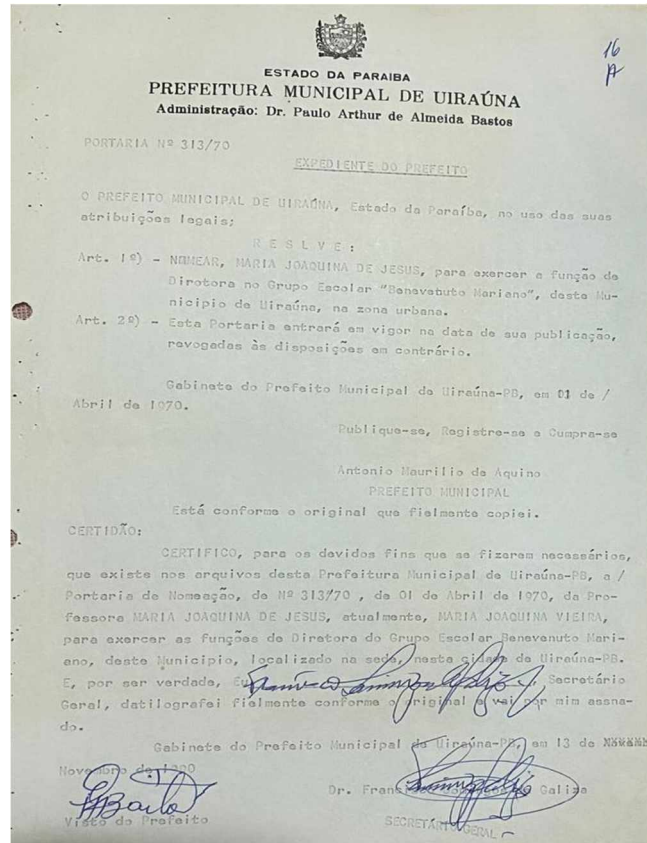 16
ESTADO DA PARAIBA
PREFEITURA MUNICIPAL DE UIRAÚNA
Administração: Dr. Paulo Arthur de Almeida Bastos
PORTARIA Nº 313/70
EXPEDIENTE DO PREFEITO
O PREFEITO MUNICIPAL DE UIRAÚNA, Estado da Paraíba, no uso das suas
atribuições legais;
R E S L V E :
Art. 1º) - NOMEAR, MARIA JOAQUINA DE JESUS, para exercer a função de
Diretora no Grupo Escolar "Benevenuto Mariano", deste Mu-
nicipio de Uiraúna, na zona urbana.
Art. 2º) - Esta Portaria entrará em vigor na data de sua publicação,
revogadas às disposições em contrário.
Gabinete do Prefeito Municipal de Uiraúna-PB, em 01 de /
Abril de 1970.
Publique-se, Registre-se e Cumpra-se
Antonio Maurilio de Aquino
PREFEITO MUNICIPAL
Está conforme o original que fielmente copiei.
CERTIDÃO:
CERTIFICO, para os devidos fins que se fizerem necessários,
que existe nos arquivos desta Prefeitura Municipal de Uiraúna-PB, a /
Portaria de Nomeação, de Nº 313/70 , de 01 de Abril de 1970, da Pro-
fessora MARIA JOAQUINA DE JESUS, atualmente, MARIA JOAQUINA VIEIRA,
para exercer as funções de Diretora do Grupo Escolar Benevenuto Mari-
ano, deste Municipio, localizado na sede, nesta cidade de Uiraúna-PB.
E, por ser verdade, Eu Secretário
Geral, datilografei fielmente conforme o original e vai por mim assna-
do.
Gabinete do Prefeito Municipal de Uiraúna-PB, em 13 de
Novembro de
Dr. Galiza
Visto do Prefeito
SECRETÁRIO GERAL